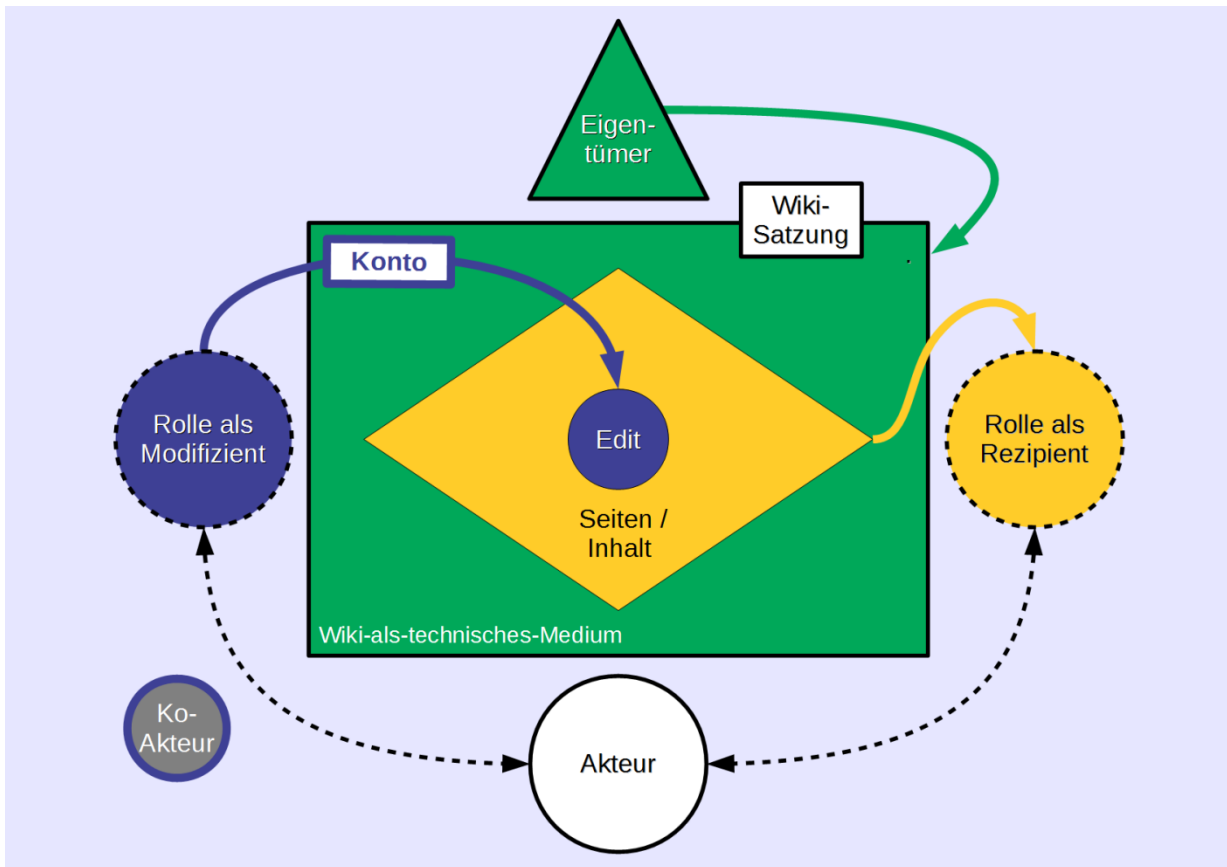 Eigen-
tümer
Wiki-
Satzung
Konto
Rolle als
Modifizient
Edit
Rolle als
Rezipient
Seiten /
Inhalt
Wiki-als-technisches-Medium
Ko-
Akteur
Akteur